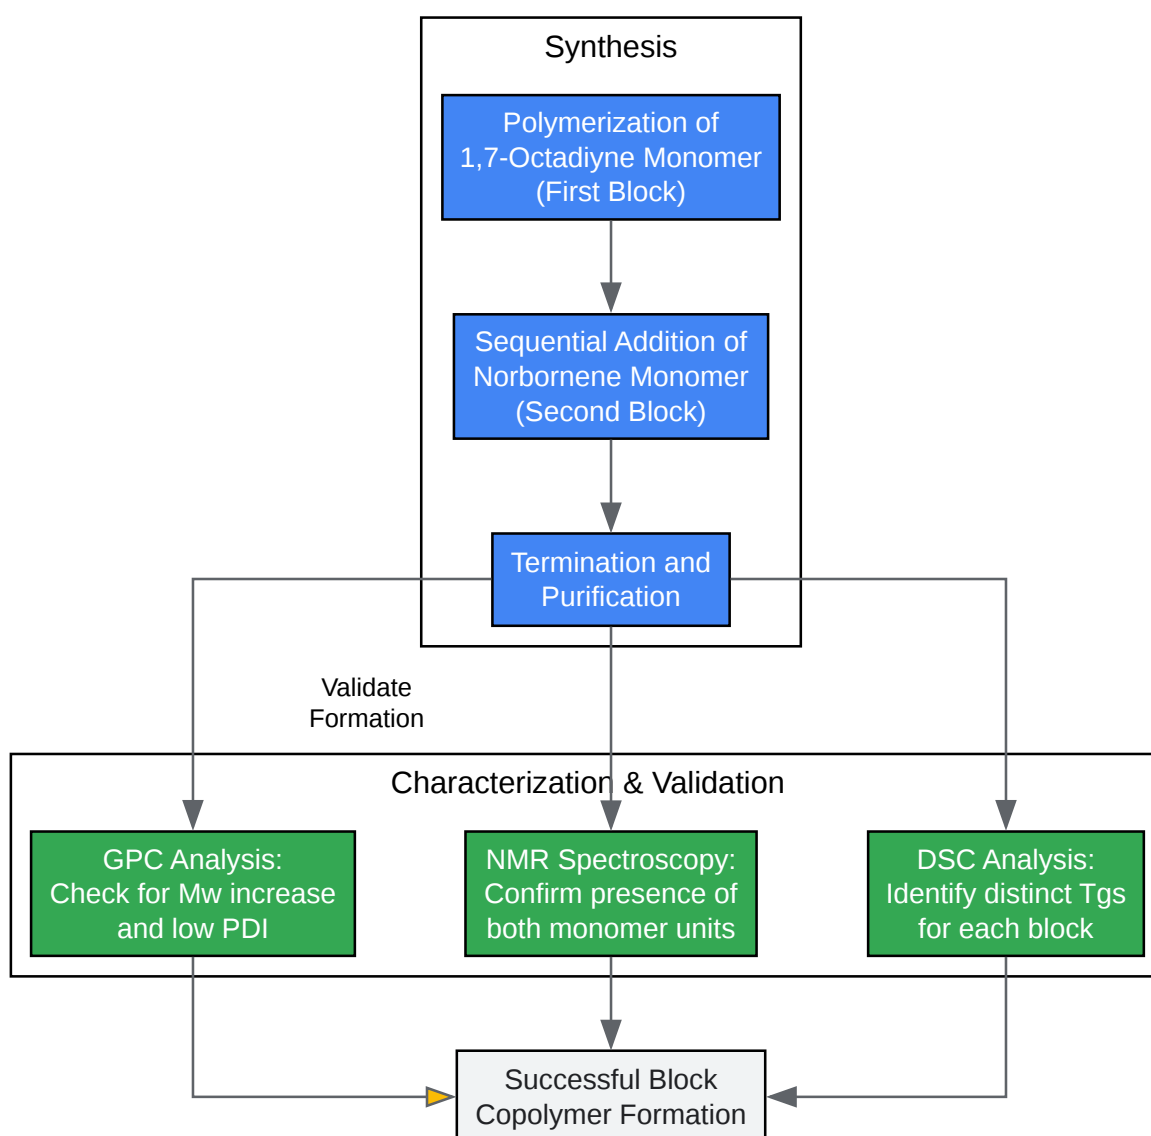 Synthesis
Polymerization of
1,7-Octadiyne Monomer
(First Block)
Sequential Addition of
Norbornene Monomer
(Second Block)
Termination and
Purification
Validate
Formation
Characterization & Validation
GPC Analysis:
Check for Mw increase
and low PDI
NMR Spectroscopy:
Confirm presence of
both monomer units
DSC Analysis:
Identify distinct Tgs
for each block
Successful Block
Copolymer Formation